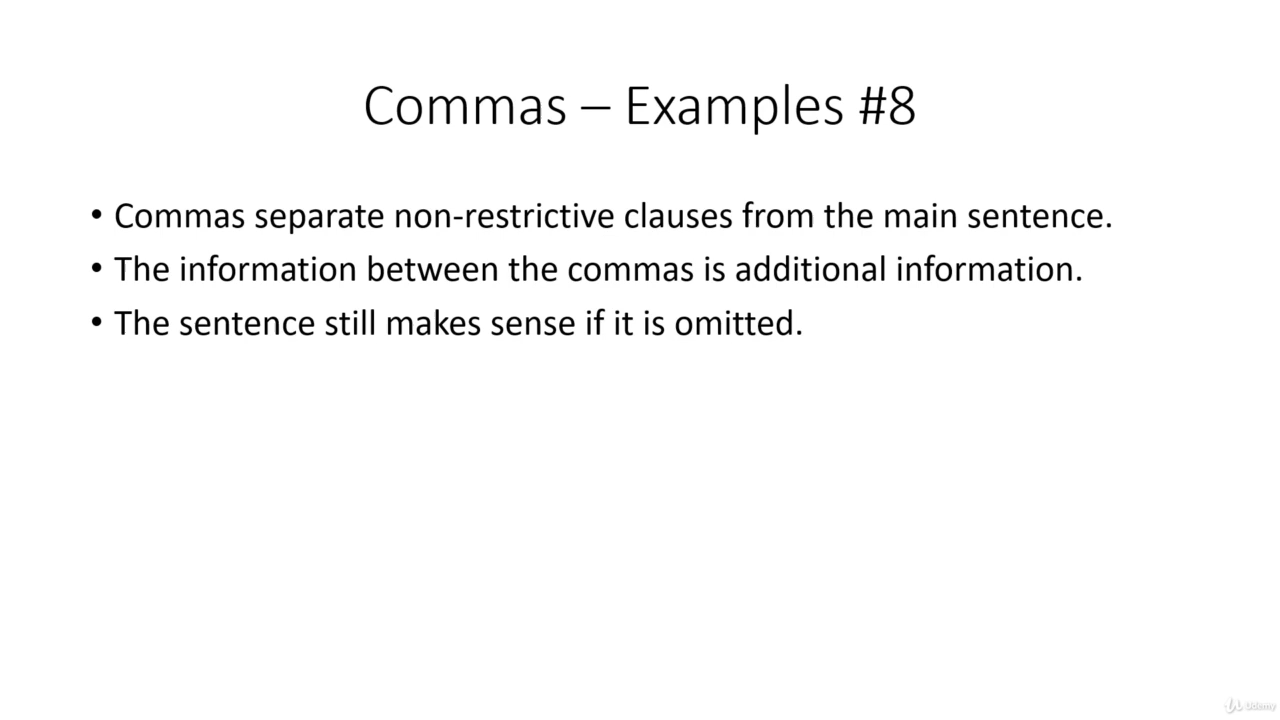 Commas – Examples #8
• Commas separate non-restrictive clauses from the main sentence.
• The information between the commas is additional information.
• The sentence still makes sense if it is omitted.
Udemy